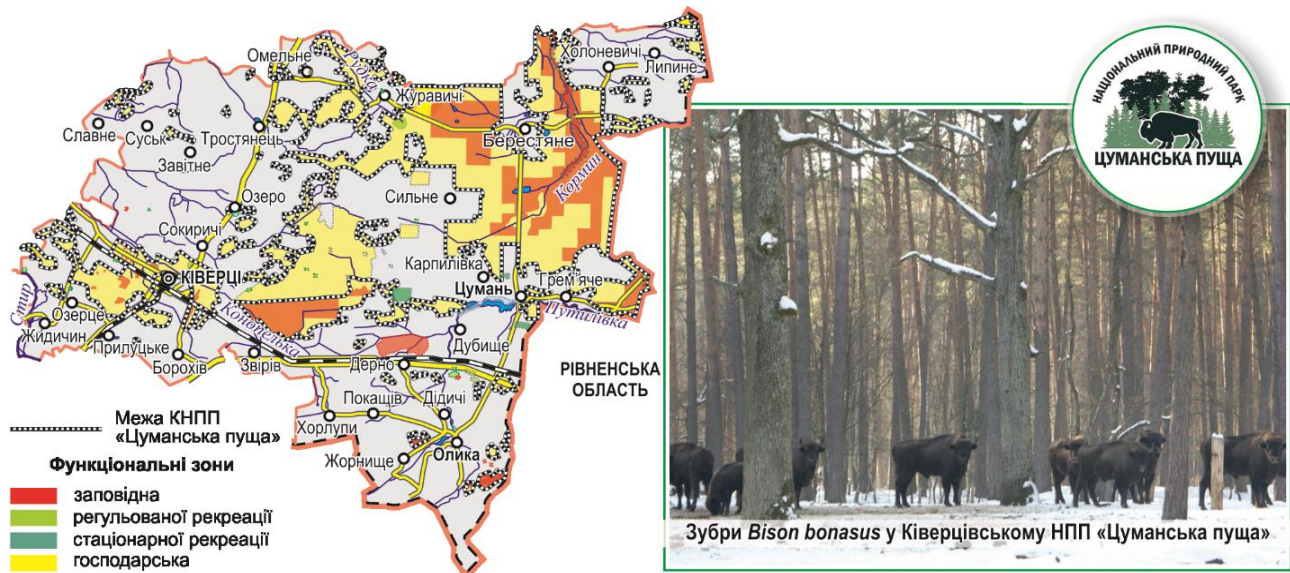 Холоневичі
Омельне
Рудка
Липине
Журавичі
Славне
Суськ
Тростянець
Берестяне
Завітне
Кормин
Озеро
Сильне
Сокиричі
Карпилівка
КІВЕРЦІ
Цумань
Грем'яче
Стир
Озерце
Конопелька
Путилівка
Жидичин
Прилуцьке
Дубище
Борохів
Звірів
Дерно
РІВНЕНСЬКА
ОБЛАСТЬ
Покащів
Дідичі
Хорлупи
Олика
Жорнище
Межа КНПП
«Цуманська пуща»
Функціональні зони
заповідна
регульованої рекреації
стаціонарної рекреації
господарська
НАЦІОНАЛЬНИЙ ПРИРОДНИЙ ПАРК
ЦУМАНСЬКА ПУЩА
Зубри Bison bonasus у Ківерцівському НПП «Цуманська пуща»